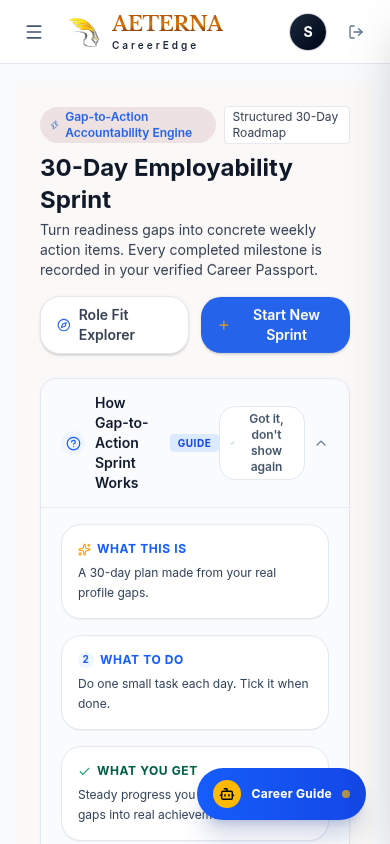 AETERNA
CareerEdge
S
Gap-to-Action
Accountability Engine
Structured 30-Day
Roadmap
30-Day Employability
Sprint
Turn readiness gaps into concrete weekly
action items. Every completed milestone is
recorded in your verified Career Passport.
Role Fit
Explorer
Start New
Sprint
How
Gap-to-
Action
Sprint
Works
GUIDE
Got it,
don't
show
again
WHAT THIS IS
A 30-day plan made from your real
profile gaps.
2 WHAT TO DO
Do one small task each day. Tick it when
done.
WHAT YOU GET
Steady progress you
gaps into real
Career Guide